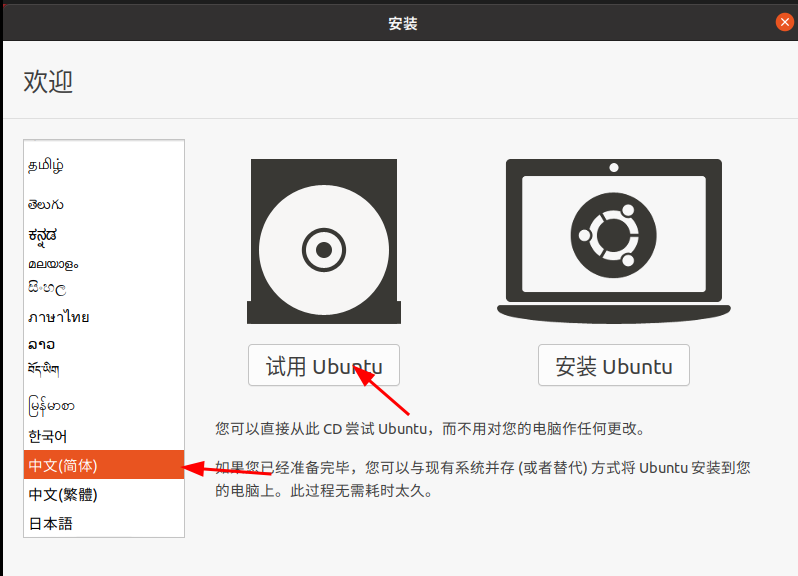 安装
欢迎
தமிழ்
తెలుగు
ಕನ್ನಡ
മലയാളം
සිංහල
ภาษาไทย
ລາວ
བོད་ཡིག
မြန်မာစာ
한국어
中文(简体)
中文(繁體)
日本語
试用 Ubuntu
安装 Ubuntu
您可以直接从此 CD 尝试 Ubuntu，而不用对您的电脑作任何更改。
如果您已经准备完毕，您可以与现有系统并存 (或者替代) 方式将 Ubuntu 安装到您
的电脑上。此过程无需耗时太久。